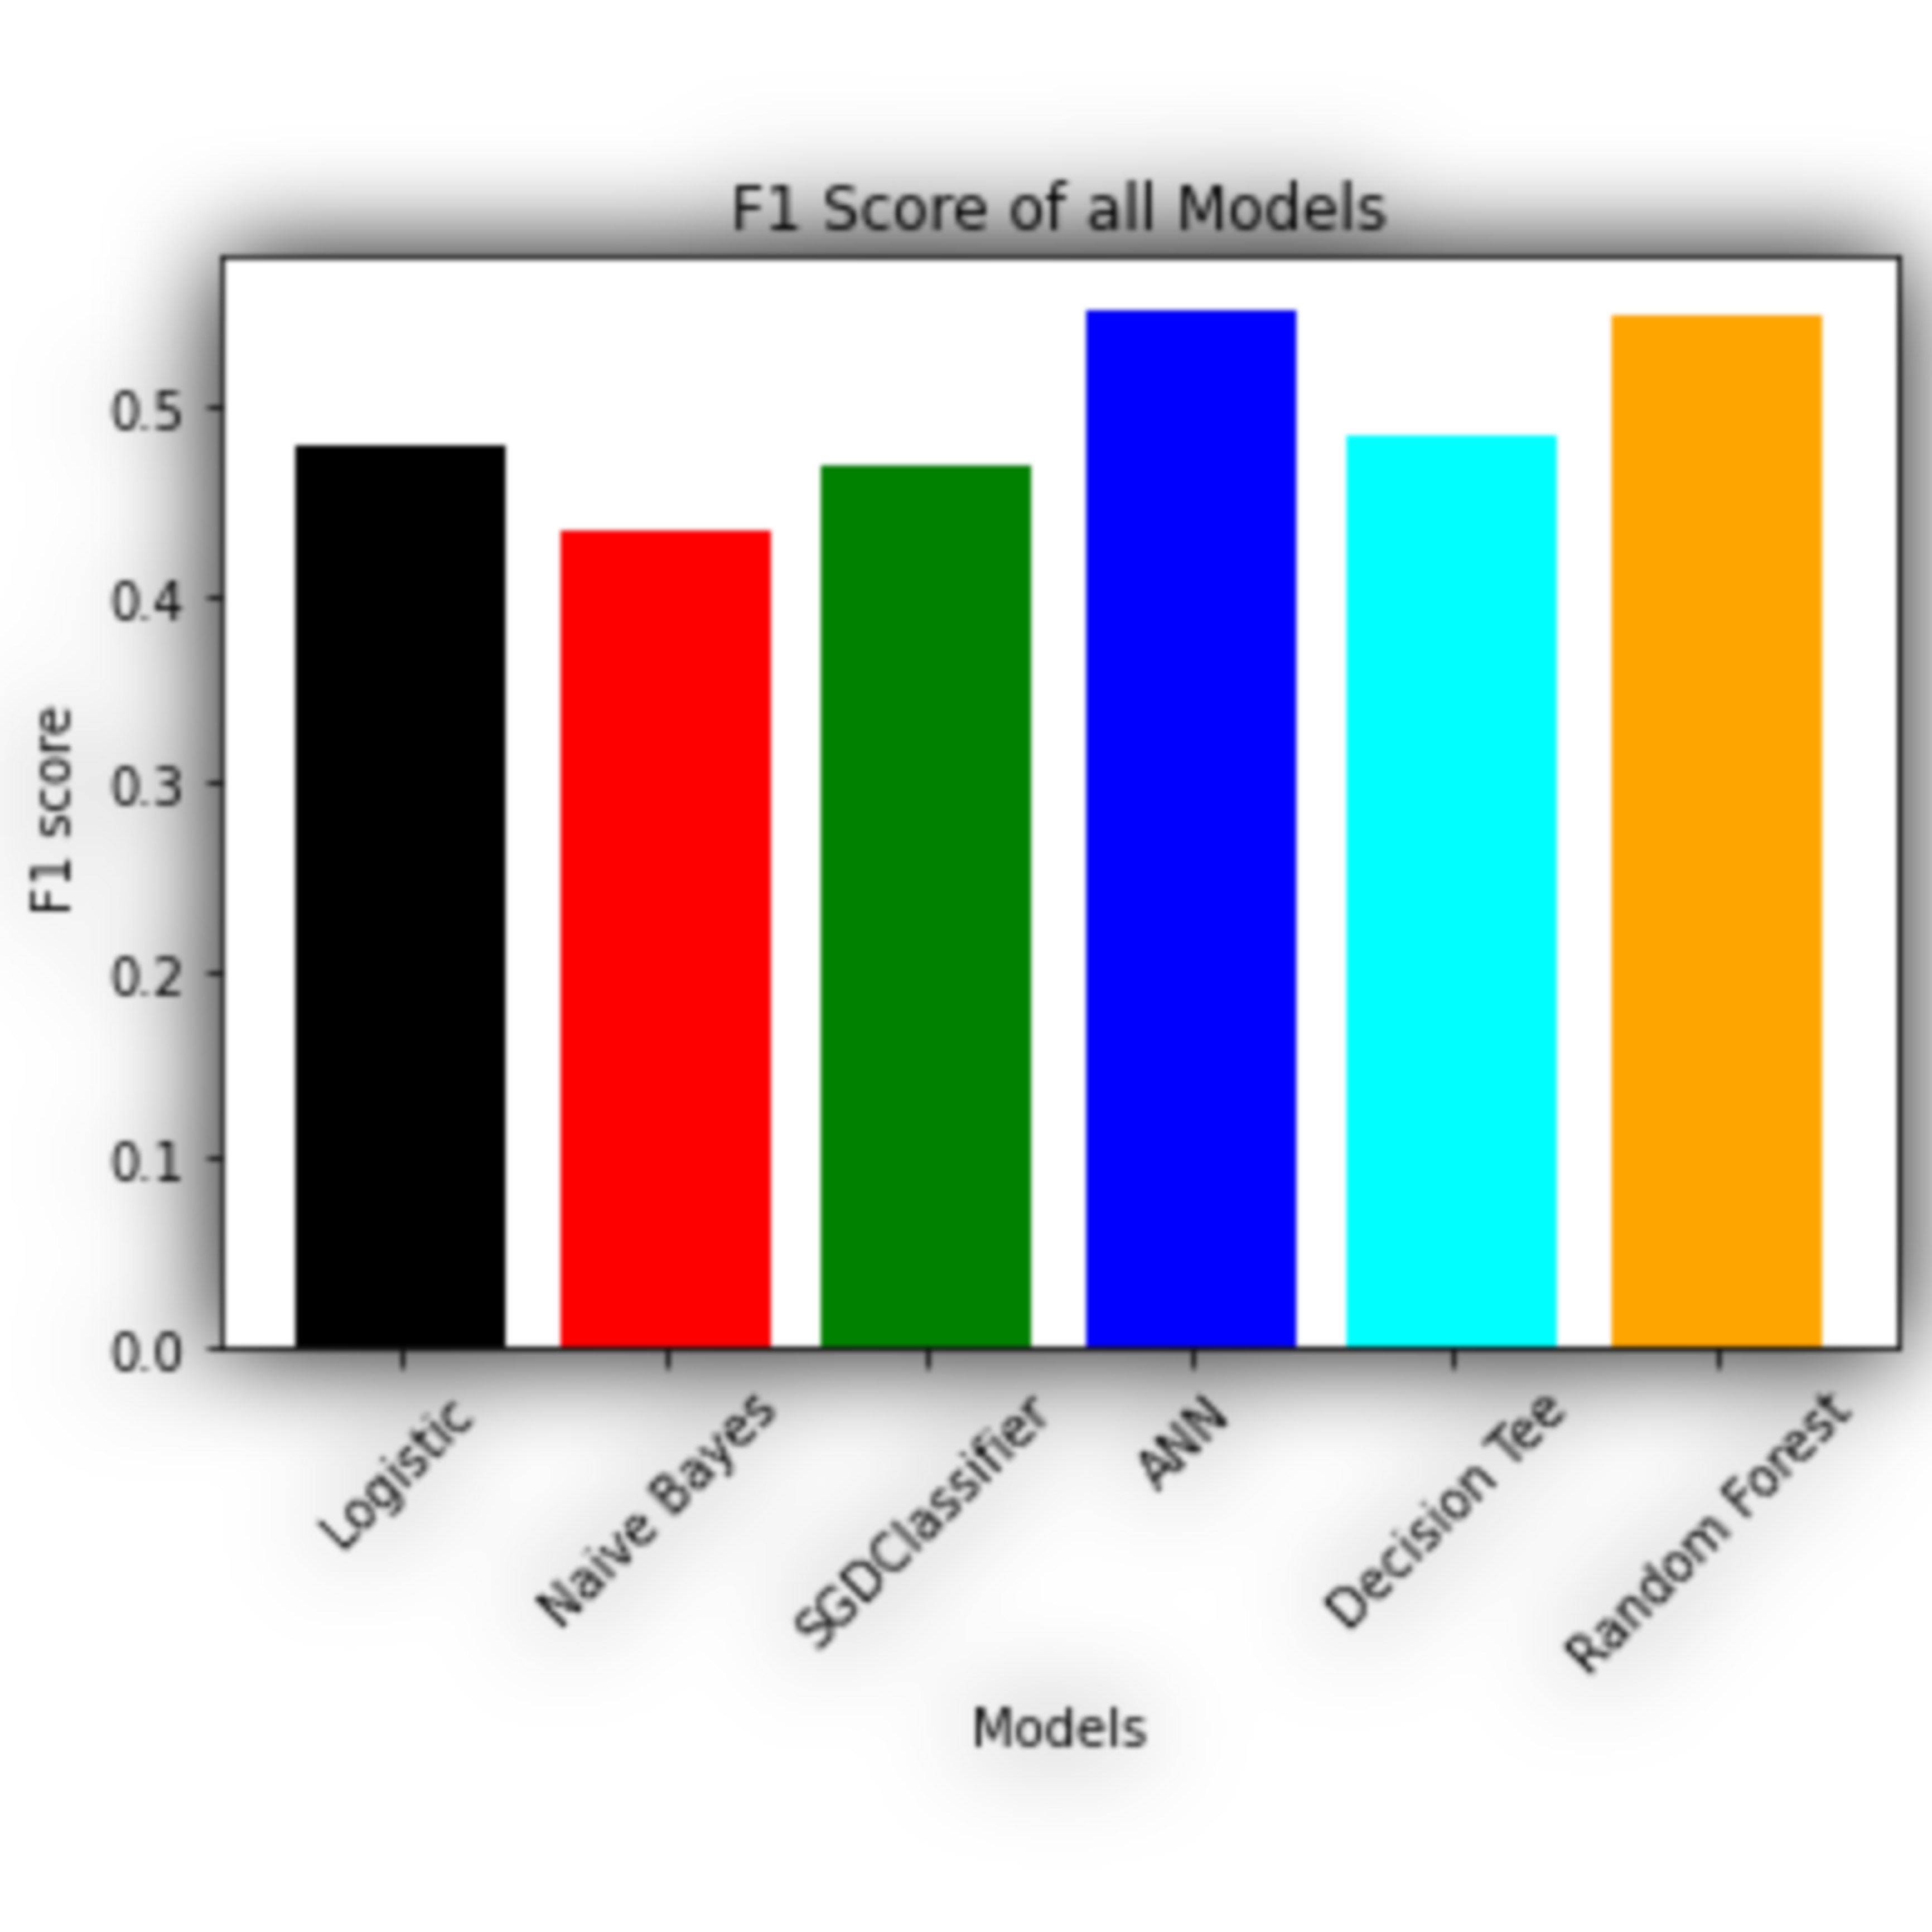 F1 Score of all Models
F1 score
0.5
0.4
0.3
0.2
0.1
0.0
Logistic
Naive Bayes
SGDClassifier
ANN
Decision Tee
Random Forest
Models